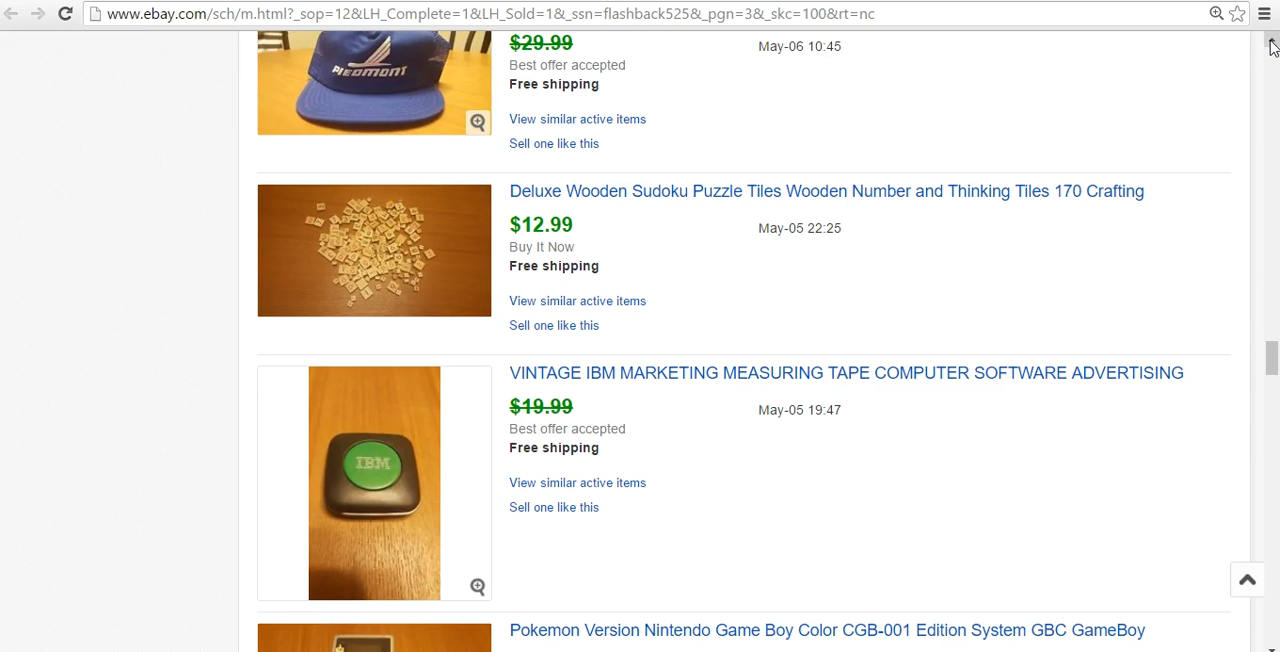 www.ebay.com/sch/m.html?_sop=12&LH_Complete=1&LH_Sold=1&_ssn=flashback525&_pgn=3&_skc=100&rt=nc
PIEDMONT
$29.99
May-06 10:45
Best offer accepted
Free shipping
View similar active items
Sell one like this
Deluxe Wooden Sudoku Puzzle Tiles Wooden Number and Thinking Tiles 170 Crafting
$12.99
May-05 22:25
Buy It Now
Free shipping
View similar active items
Sell one like this
VINTAGE IBM MARKETING MEASURING TAPE COMPUTER SOFTWARE ADVERTISING
$19.99
May-05 19:47
Best offer accepted
Free shipping
View similar active items
Sell one like this
IBM
Pokemon Version Nintendo Game Boy Color CGB-001 Edition System GBC GameBoy